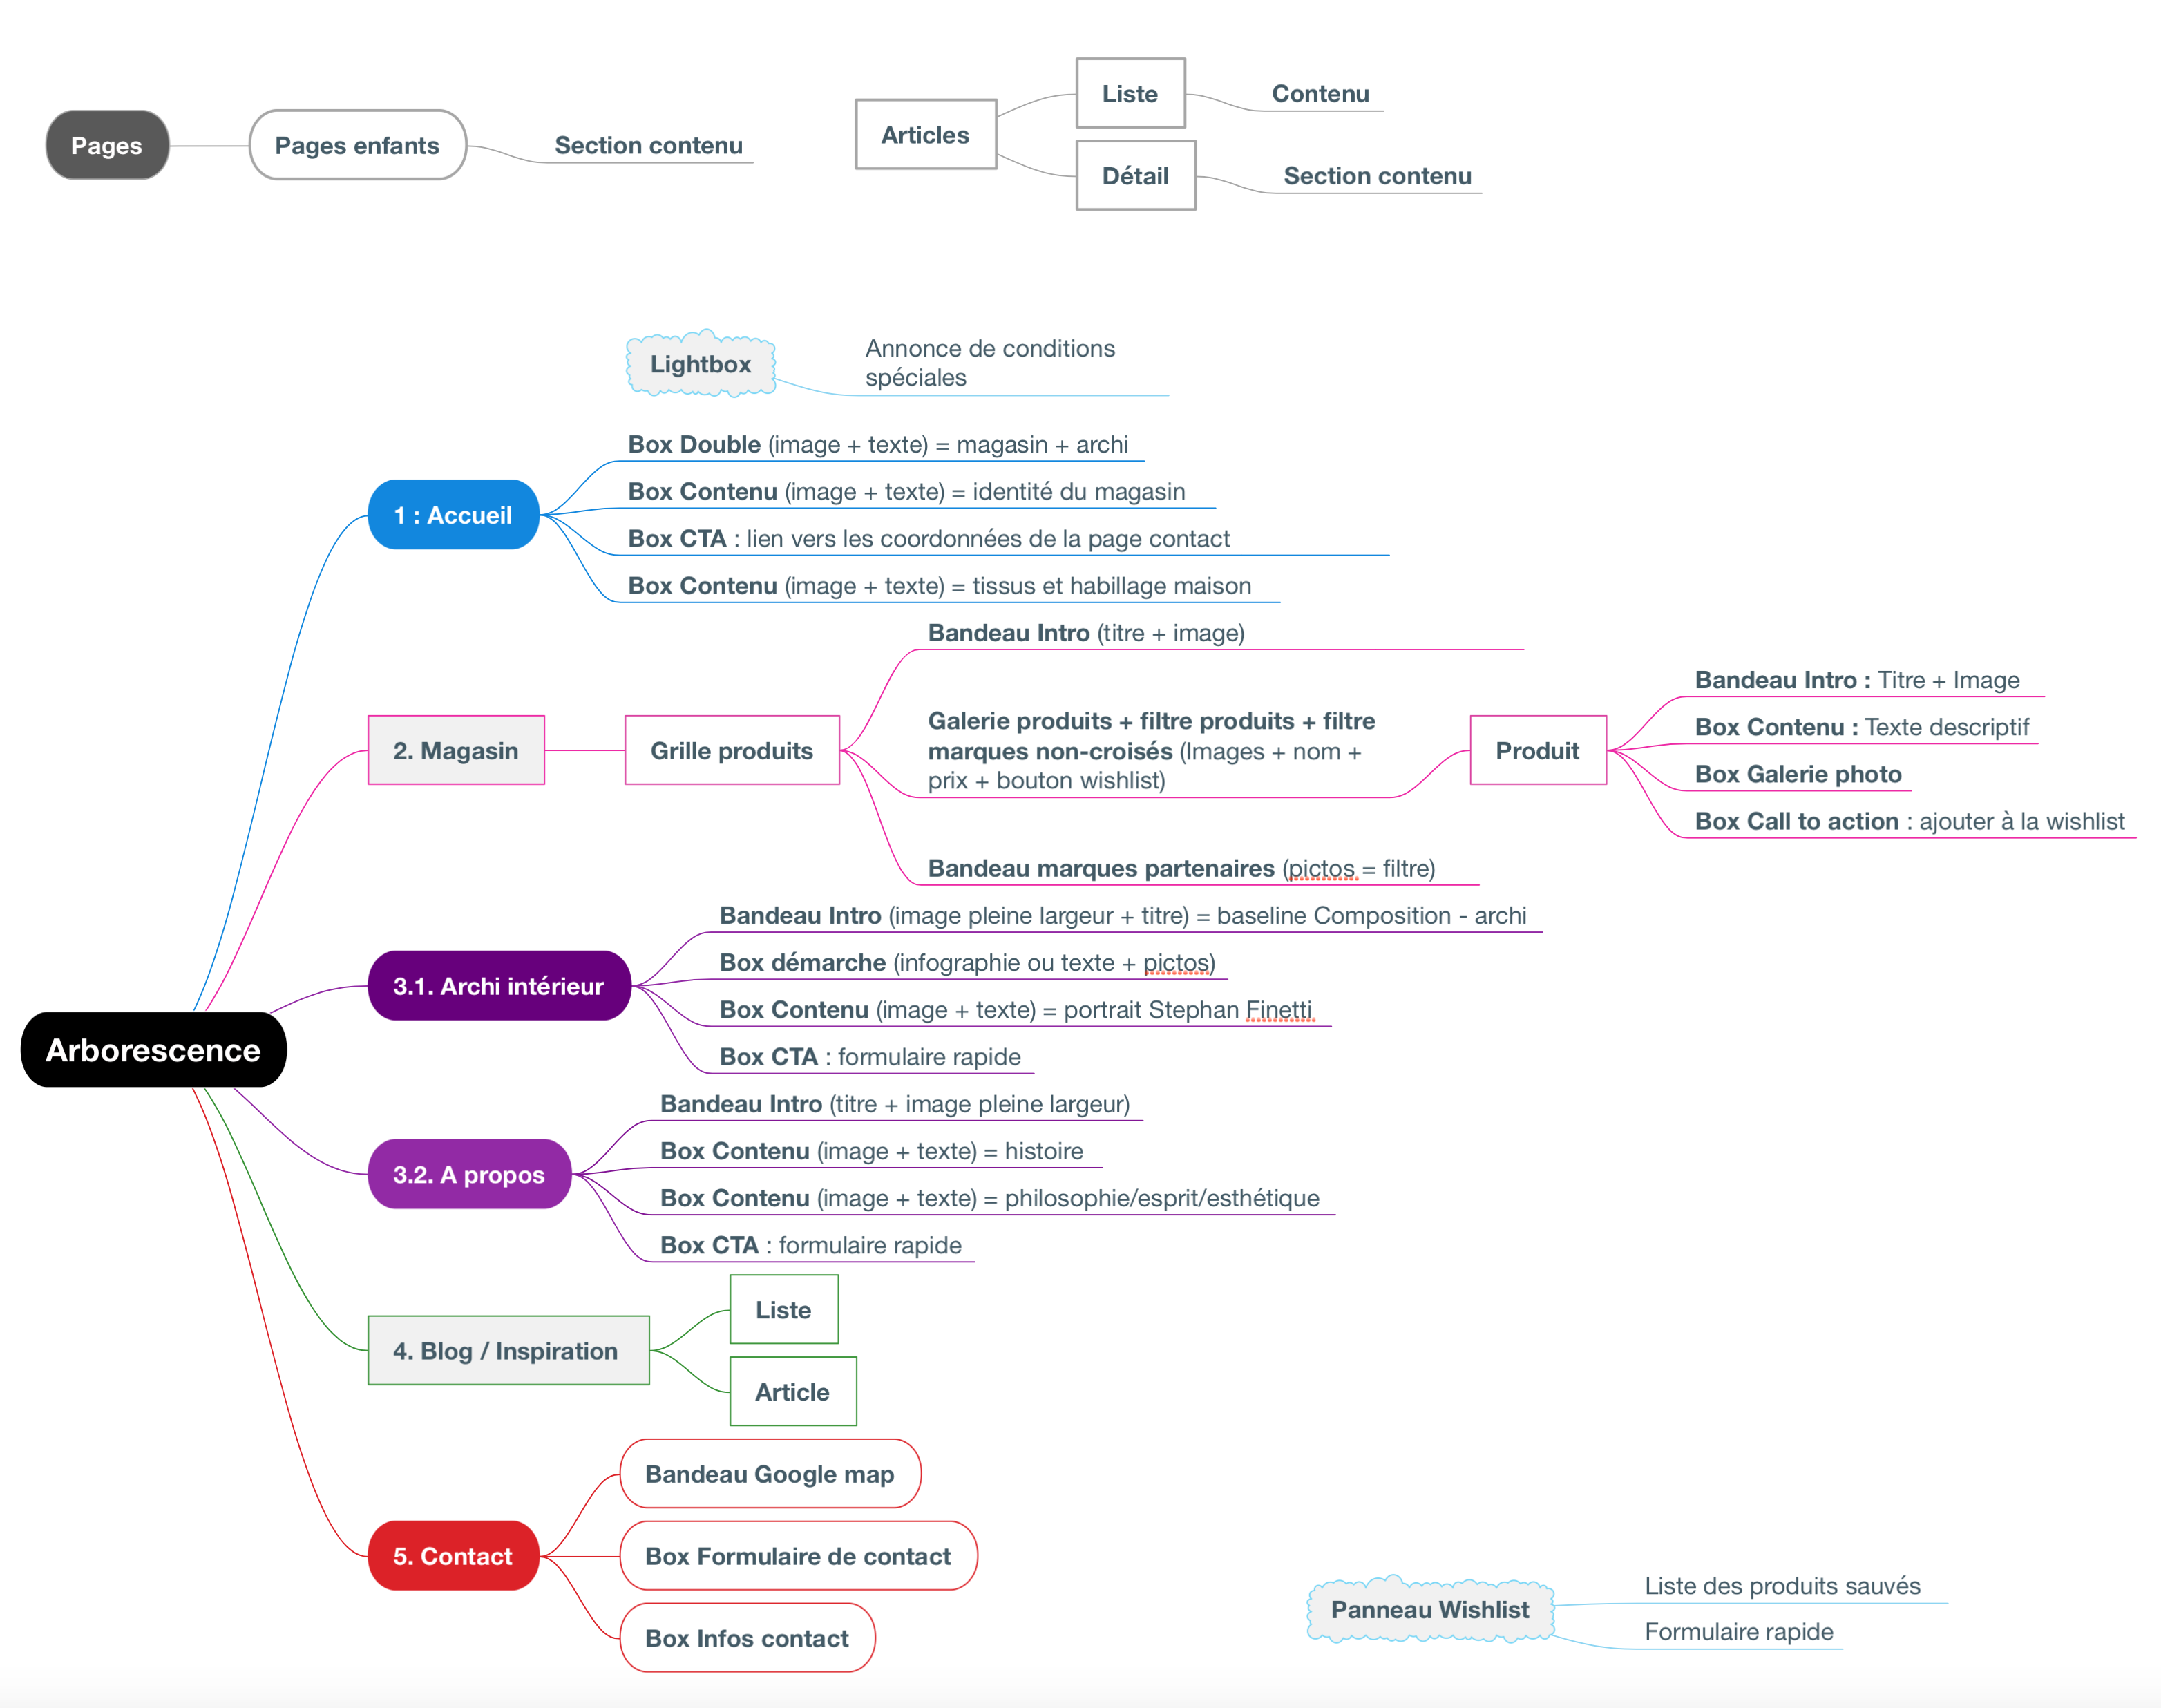 Pages
Pages enfants
Section contenu
Articles
Liste
Contenu
Détail
Section contenu
Lightbox
Annonce de conditions
spéciales
Arborescence
1 : Accueil
Box Double (image + texte) = magasin + archi
Box Contenu (image + texte) = identité du magasin
Box CTA : lien vers les coordonnées de la page contact
Box Contenu (image + texte) = tissus et habillage maison
2. Magasin
Grille produits
Bandeau Intro (titre + image)
Galerie produits + filtre produits + filtre
marques non-croisés (Images + nom +
prix + bouton wishlist)
Produit
Bandeau Intro : Titre + Image
Box Contenu : Texte descriptif
Box Galerie photo
Box Call to action : ajouter à la wishlist
Bandeau marques partenaires (pictos = filtre)
3.1. Archi intérieur
Bandeau Intro (image pleine largeur + titre) = baseline Composition - archi
Box démarche (infographie ou texte + pictos)
Box Contenu (image + texte) = portrait Stephan Finetti
Box CTA : formulaire rapide
3.2. A propos
Bandeau Intro (titre + image pleine largeur)
Box Contenu (image + texte) = histoire
Box Contenu (image + texte) = philosophie/esprit/esthétique
Box CTA : formulaire rapide
4. Blog / Inspiration
Liste
Article
5. Contact
Bandeau Google map
Box Formulaire de contact
Box Infos contact
Panneau Wishlist
Liste des produits sauvés
Formulaire rapide